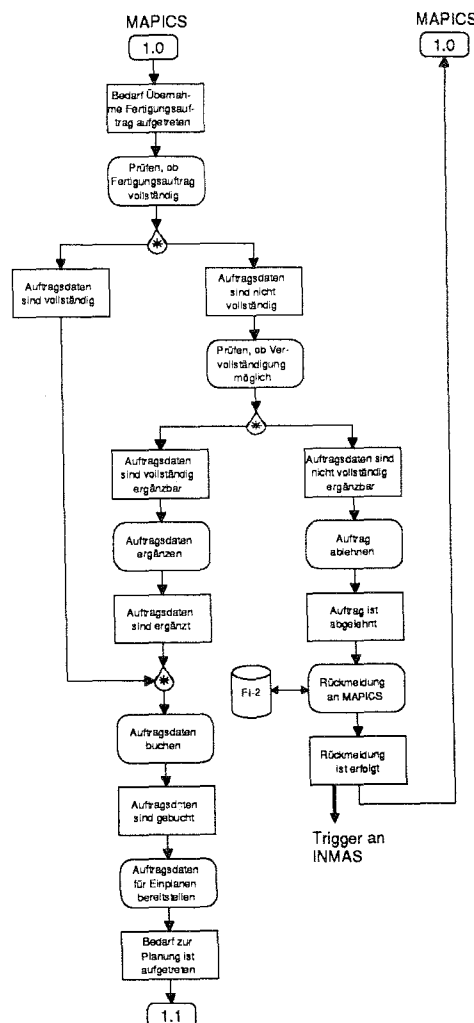 MAPICS
1.0
MAPICS
1.0
Bedarf Übernah-
me Fertigungsauf-
trag aufgetreten
Prüfen, ob
Fertigungsauftrag
vollständig
*
Auftragsdaten
sind vollständig
Auftragsdaten
sind nicht
vollständig
Prüfen, ob Ver-
vollständigung
möglich
*
Auftragsdaten
sind vollständig
ergänzbar
Auftragsdaten sind
nicht vollständig
ergänzbar
Auftragsdaten
ergänzen
Auftrag
ablehnen
Auftragsdaten
sind ergänzt
Auftrag ist
abgelehnt
*
Fi-2
Rückmeldung
an MAPICS
Auftragsdaten
buchen
Rückmeldung
ist erfolgt
Auftragsdaten
sind gebucht
Trigger an
INMAS
Auftragsdaten
für Einplanen
bereitstellen
Bedarf zur
Planung ist
aufgetreten
1.1